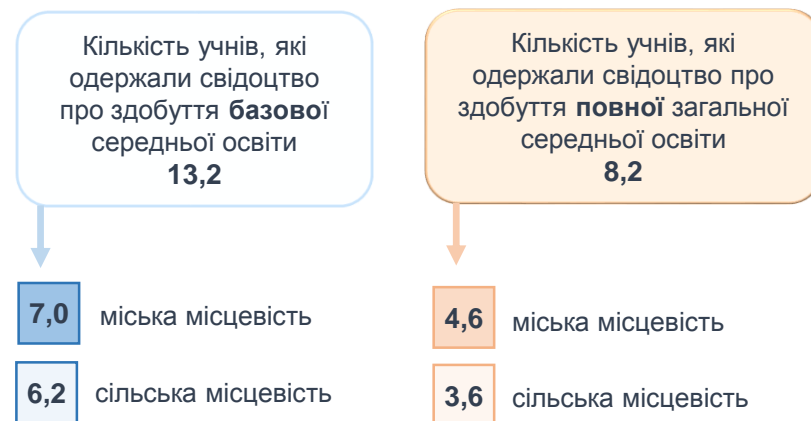 Кількість учнів, які
одержали свідоцтво
про здобуття базової
середньої освіти
13,2
7,0 міська місцевість
6,2 сільська місцевість
Кількість учнів, які
одержали свідоцтво про
здобуття повної загальної
середньої освіти
8,2
4,6 міська місцевість
3,6 сільська місцевість